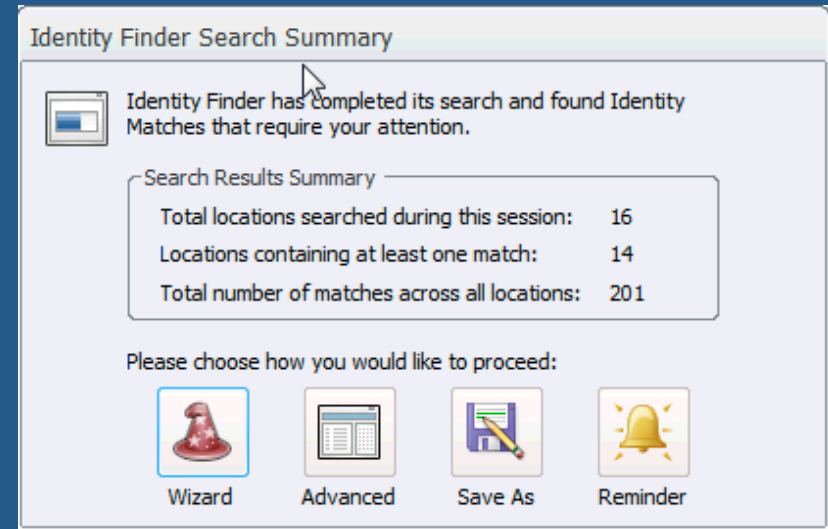 Identity Finder Search Summary
Identity Finder has completed its search and found Identity
Matches that require your attention.
Search Results Summary
Total locations searched during this session: 16
Locations containing at least one match: 14
Total number of matches across all locations: 201
Please choose how you would like to proceed:
Wizard Advanced Save As Reminder